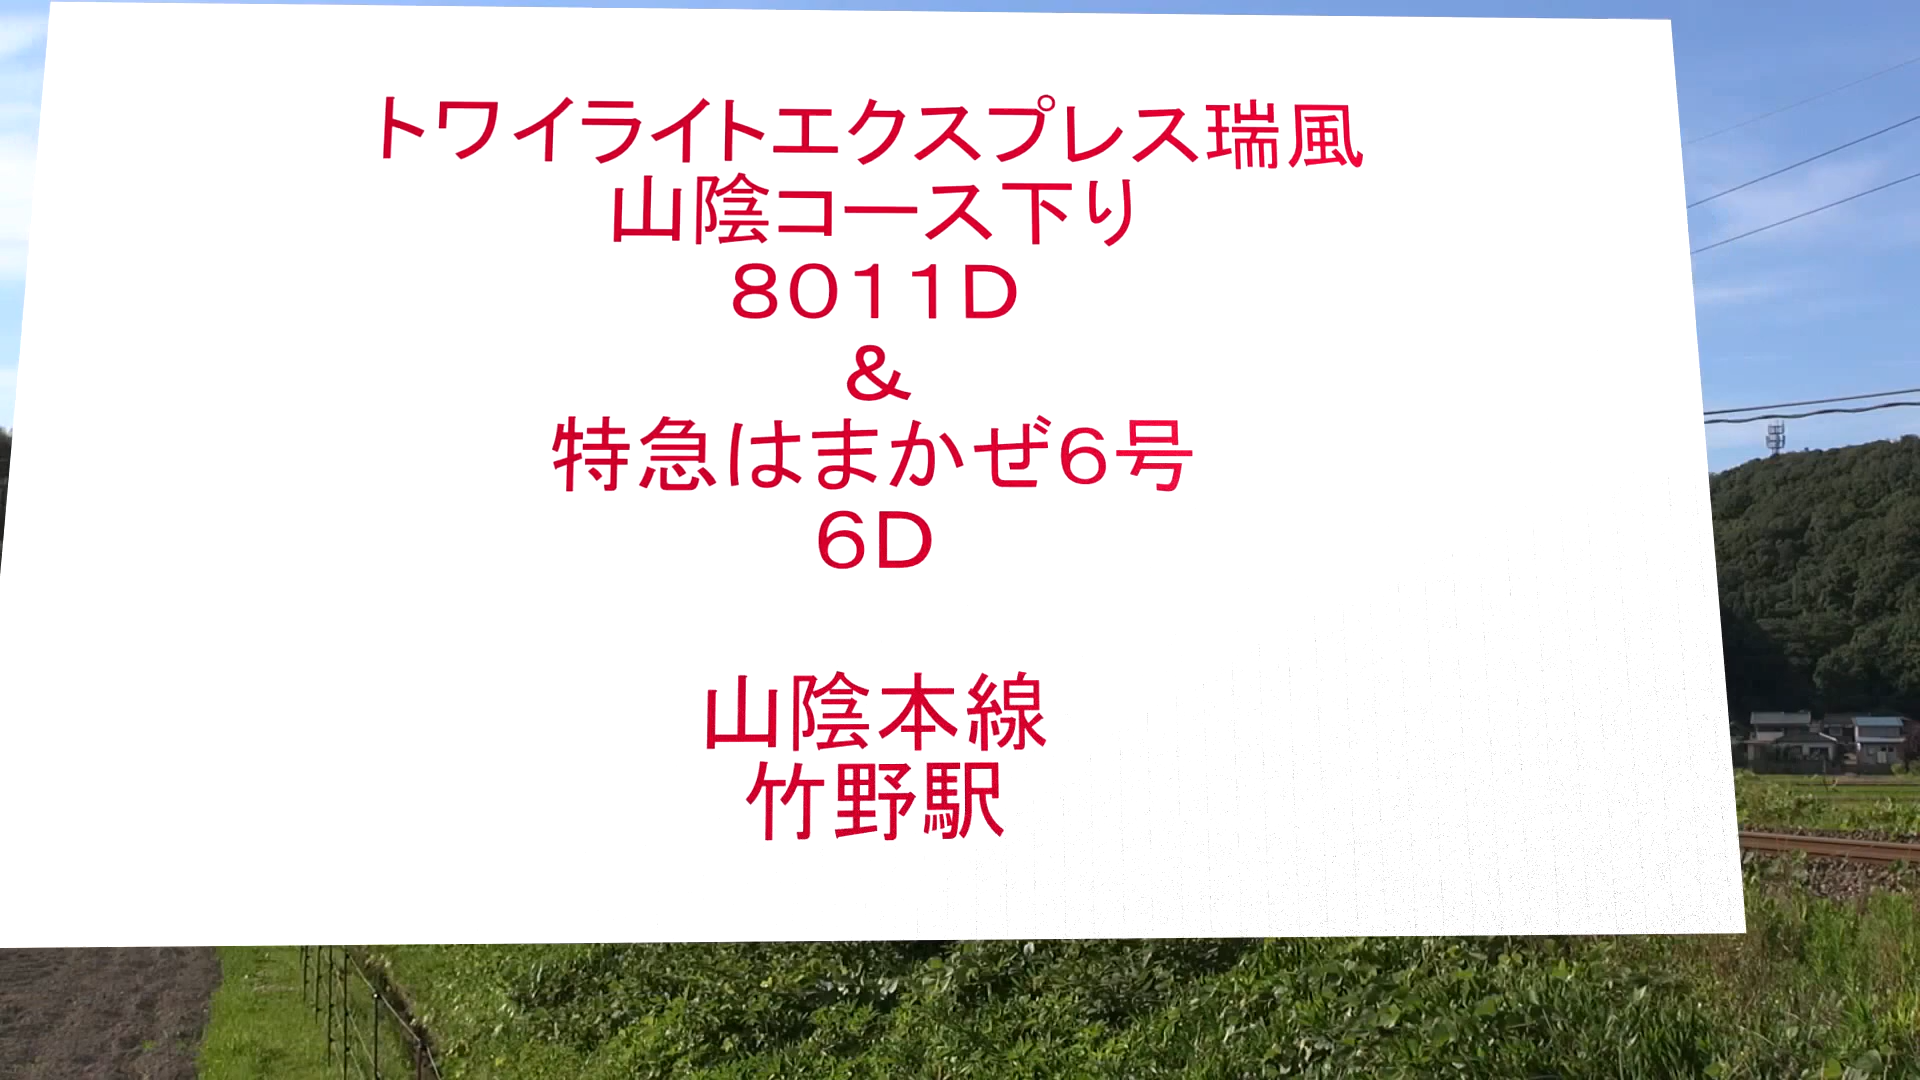 トワイライトエクスプレス瑞風
山陰コース下り
８０１１Ｄ
＆
特急はまかぜ６号
６Ｄ
山陰本線
竹野駅